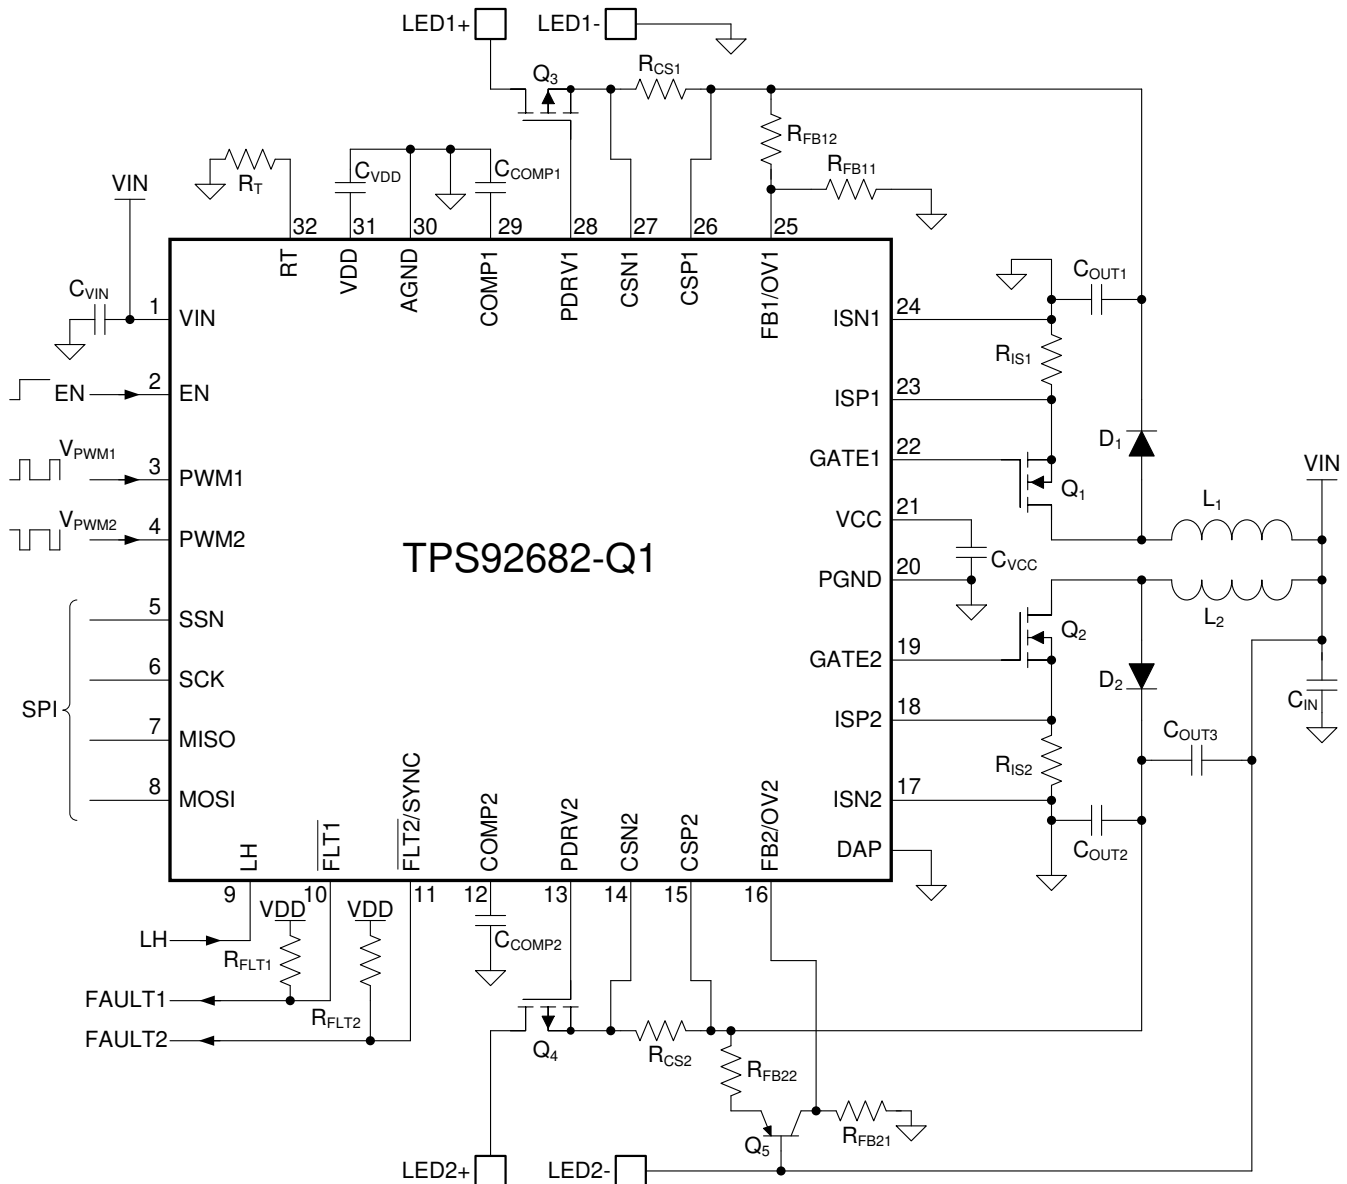 LED1+ LED1-
Q3 RCS1
RFB12
RFB11
RT CVDD CCOMP1
VIN
32 31 30 29 28 27 26 25
RT VDD AGND COMP1 PDRV1 CSN1 CSP1 FB1/OV1
CVIN
1 VIN
EN 2 EN
VPWM1 3 PWM1
VPWM2 4 PWM2
SPI
5 SSN
6 SCK
7 MISO
8 MOSI
TPS92682-Q1
ISN1 24
ISP1 23
GATE1 22
VCC 21
PGND 20
GATE2 19
ISP2 18
ISN2 17
DAP
COUT1
RIS1
D1
Q1
L1
VIN
CVCC
L2
Q2
D2
CIN
COUT3
RIS2
COUT2
LH FLT1 FLT2/SYNC COMP2 PDRV2 CSN2 CSP2 FB2/OV2
9 10 11 12 13 14 15 16
VDD VDD
LH
RFLT1
FAULT1
RFLT2
FAULT2
CCOMP2
Q4 RCS2
RFB22
Q5 RFB21
LED2+ LED2-